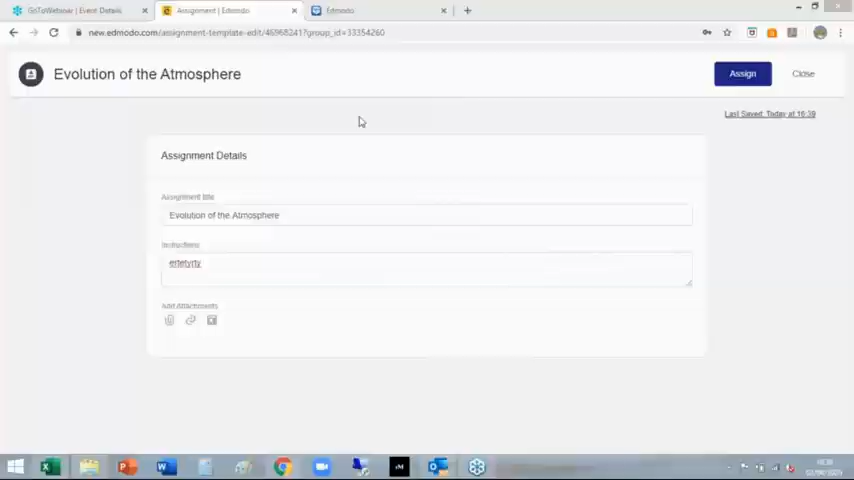 GoToWebinar | Event Details
Assignment | Edmodo
Edmodo
new.edmodo.com/assignment-template-edit/46968241?group_id=33354260
Evolution of the Atmosphere
Assign
Close
Last Saved: Today at 16:39
Assignment Details
Assignment title
Evolution of the Atmosphere
Instructions
ertetyrty
Add Attachments